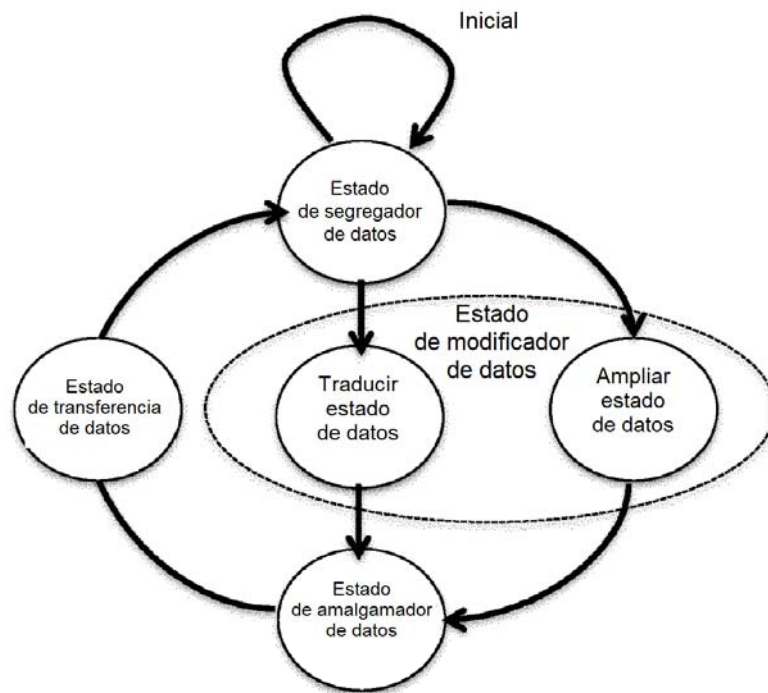 Inicial
Estado
de segregador
de datos
Estado
de modificador
de datos
Estado
de transferencia
de datos
Traducir
estado
de datos
Ampliar
estado
de datos
Estado
de amalgamador
de datos